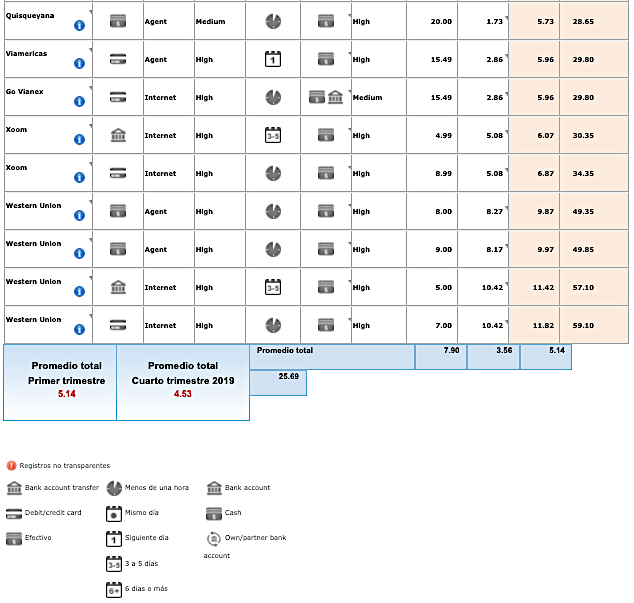 Quisqueyana Agent Medium High 20.00 1.73 5.73 28.65
Viamericas Agent High 1 High 15.49 2.86 5.96 29.80
Go Vianex Internet High Medium 15.49 2.86 5.96 29.80
Xoom Internet High 3-5 High 4.99 5.08 6.07 30.35
Xoom Internet High High 8.99 5.08 6.87 34.35
Western Union Agent High High 8.00 8.27 9.87 49.35
Western Union Agent High High 9.00 8.17 9.97 49.85
Western Union Internet High 3-5 High 5.00 10.42 11.42 57.10
Western Union Internet High High 7.00 10.42 11.82 59.10
Promedio total
Primer trimestre
5.14
Promedio total
Cuarto trimestre 2019
4.53
Promedio total 7.90 3.56 5.14
25.69
Registros no transparentes
Bank account transfer Menos de una hora Bank account
Debit/credit card Mismo día Cash
Efectivo 1 Siguiente día Own/partner bank
account
3-5 3 a 5 días
6+ 6 días o más